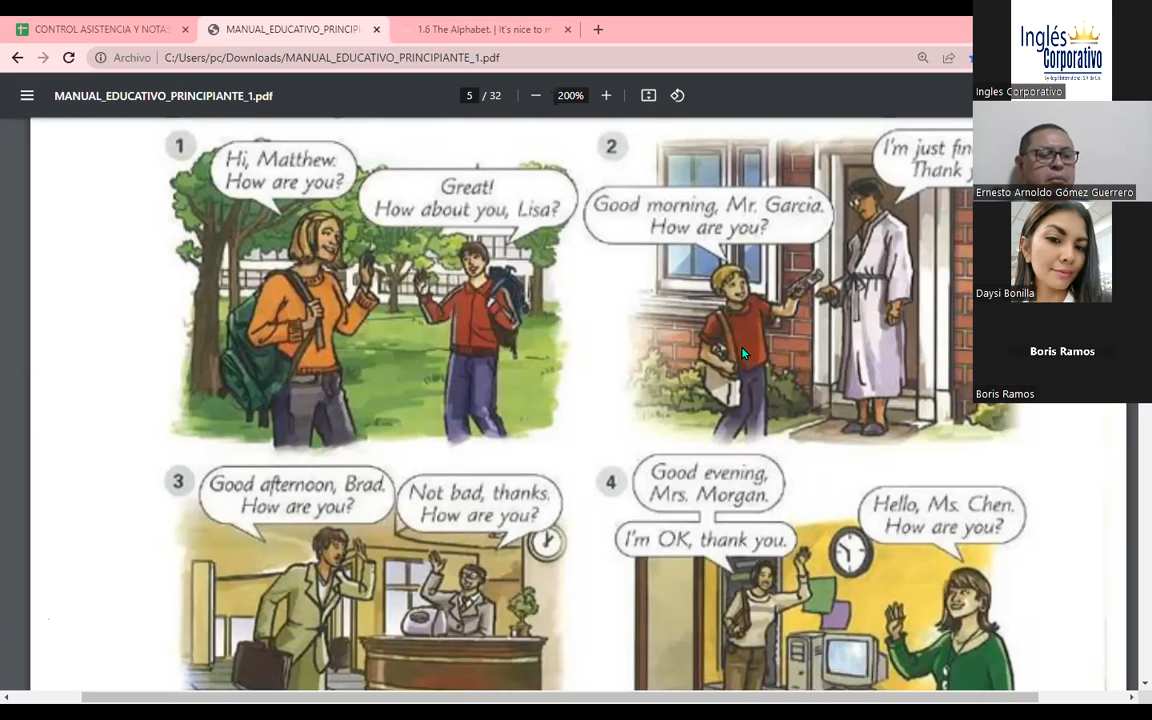 CONTROL ASISTENCIA Y NOTAS
MANUAL_EDUCATIVO_PRINCIPI
1.6 The Alphabet. | It's nice to m
Archivo
C:/Users/pc/Downloads/MANUAL_EDUCATIVO_PRINCIPIANTE_1.pdf
MANUAL_EDUCATIVO_PRINCIPIANTE_1.pdf
5 / 32
200%
1
Hi, Matthew.
How are you?
Great!
How about you, Lisa?
2
Good morning, Mr. Garcia.
How are you?
I'm just fin
Thank y
3
Good afternoon, Brad.
How are you?
Not bad, thanks.
How are you?
4
Good evening,
Mrs. Morgan.
I'm OK, thank you.
Hello, Ms. Chen.
How are you?
Inglés
Corporativo
Ingles Corporativo
Ernesto Arnoldo Gómez Guerrero
Daysi Bonilla
Boris Ramos
Boris Ramos